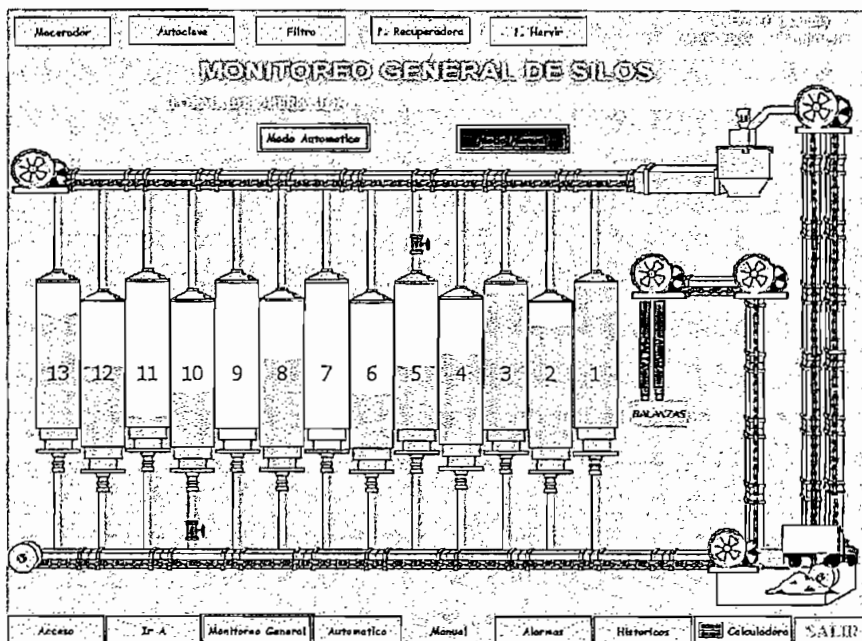 Macerador Autoclave Filtro P. Recuperadora P. Hervir
MONITOREO GENERAL DE SILOS
Modo Automatico
13 12 11 10 9 8 7 6 5 4 3 2 1
BALANZAS
Acceso Ir A Monitoreo General Automatico Manual Alarmas Historicos Calculadora SALIR